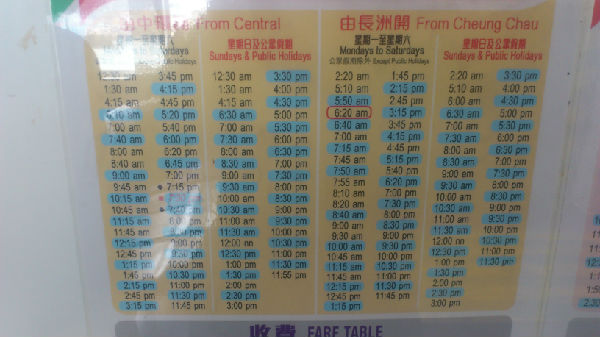 由中環開 From Central
由長洲開 From Cheung Chau
星期一至星期六
Mondays to Saturdays
星期日及公眾假期
Sundays & Public Holidays
星期一至星期六
Mondays to Saturdays
公眾假期除外 Except Public Holidays
星期日及公眾假期
Sundays & Public Holidays
12:30 am 3:45 pm 12:30 am 3:30 pm 2:20 am 1:45 pm 2:20 am 3:30 pm
1:30 am 4:15 pm 1:30 am 4:00 pm 5:10 am 2:15 pm 5:10 am 4:00 pm
4:15 am 4:45 pm 4:15 am 4:30 pm 5:50 am 2:45 pm 6:00 am 4:30 pm
6:10 am 5:20 pm 6:30 am 5:00 pm 6:20 am 3:15 pm 6:30 am 5:00 pm
7:00 am 5:40 pm 7:00 am 5:30 pm 6:40 am 3:45 pm 7:00 am 5:30 pm
7:40 am 6:00 pm 7:30 am 6:00 pm 7:15 am 4:15 pm 7:30 am 6:00 pm
8:00 am 6:20 pm 8:00 am 6:30 pm 7:45 am 5:15 pm 8:00 am 6:30 pm
8:40 am 6:45 pm 8:30 am 7:00 pm 7:50 am 5:40 pm 8:30 am 7:00 pm
9:00 am 7:00 pm 9:00 am 7:30 pm 7:55 am 6:20 pm 9:00 am 7:30 pm
9:45 am 7:15 pm 9:30 am 8:00 pm 8:00 am 6:50 pm 9:30 am 8:00 pm
10:15 am 10:00 am 8:30 pm 8:20 am 7:10 pm 10:00 am 8:30 pm
10:45 am 7:40 pm 10:30 am 9:00 pm 8:40 am 10:30 am 9:00 pm
11:15 am 11:00 am 9:30 pm 9:00 am 11:00 am 9:30 pm
11:45 am 8:30 pm 11:30 am 10:00 pm 9:30 am 9:00 pm 11:30 am 10:00 pm
12:15 pm 9:00 pm 12:00 nn 10:30 pm 10:00 am 9:30 pm 12:00 nn 10:30 pm
12:45 pm 9:30 pm 12:30 pm 11:00 pm 10:45 am 9:50 pm 12:30 pm 11:00 pm
1:15 pm 10:00 pm 1:00 pm 11:30 pm 11:00 am 10:30 pm 1:00 pm 11:30 pm
1:45 pm 10:30 pm 1:30 pm 11:55 pm 11:45 am 11:00 pm 1:30 pm
2:15 pm 11:00 pm 2:00 pm 12:15 pm 2:00 pm
2:45 pm 11:30 pm 2:30 pm 12:45 pm 11:45 pm 2:30 pm
3:15 pm 11:45 pm 3:00 pm 1:15 pm 3:00 pm
收費 FARE TABLE